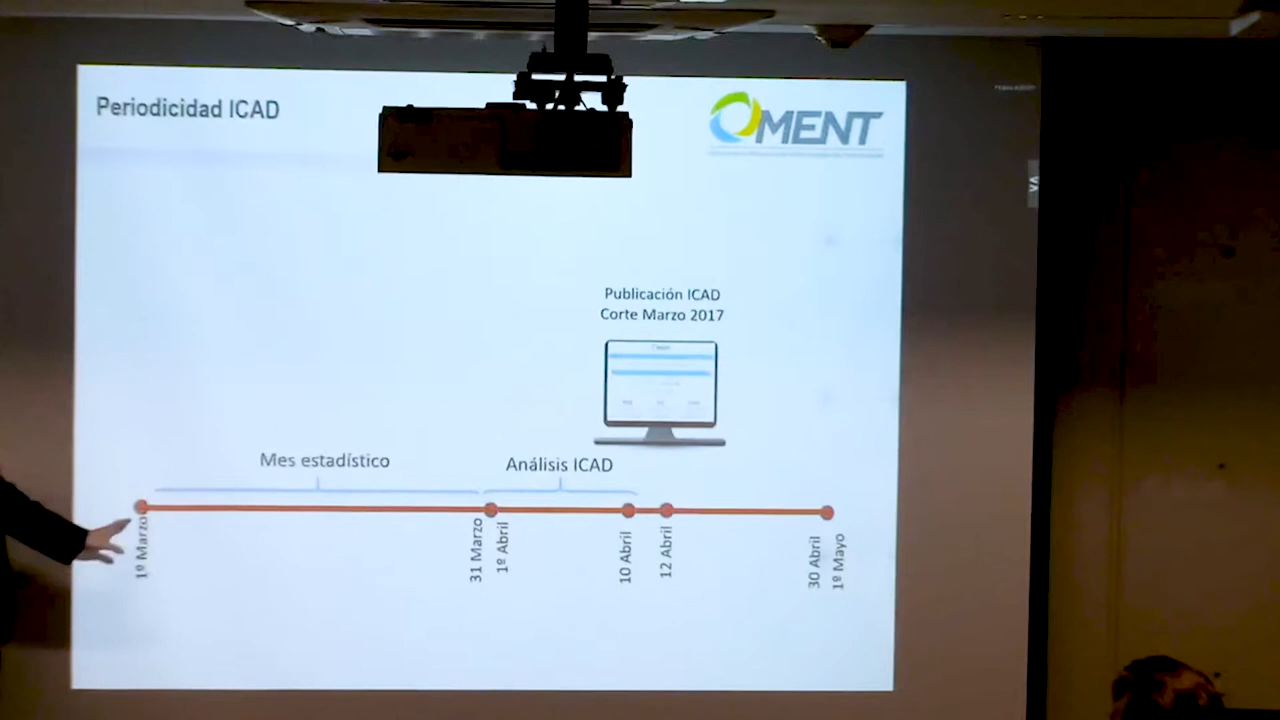 Periodicidad ICAD
OMENT
Publicación ICAD
Corte Marzo 2017
Mes estadístico
Análisis ICAD
1º Marzo
31 Marzo
1º Abril
10 Abril
12 Abril
30 Abril
1º Mayo